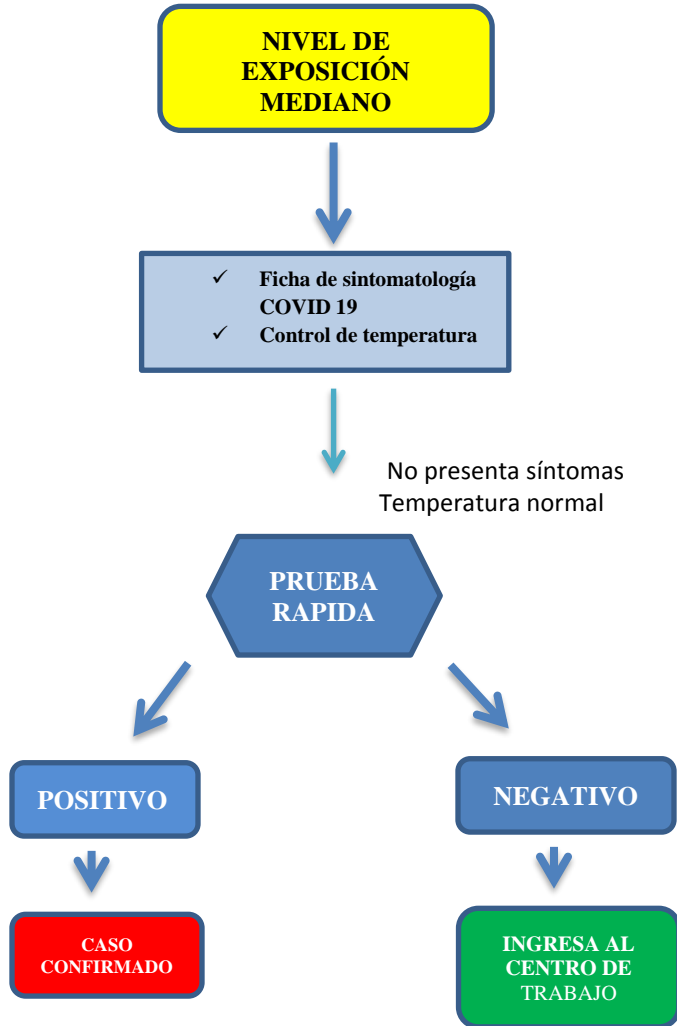 NIVEL DE
EXPOSICIÓN
MEDIANO
✓ Ficha de sintomatología
COVID 19
✓ Control de temperatura
No presenta síntomas
Temperatura normal
PRUEBA
RAPIDA
POSITIVO
NEGATIVO
CASO
CONFIRMADO
INGRESA AL
CENTRO DE
TRABAJO